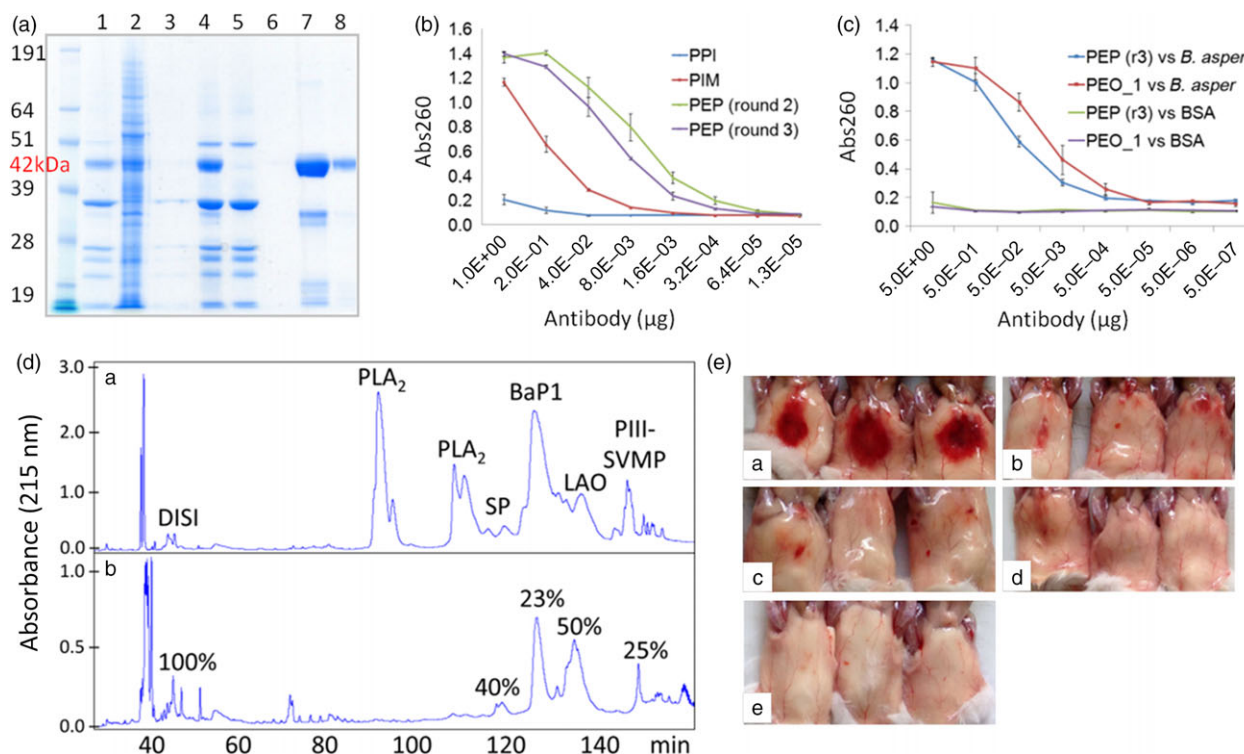 (a)
1 2 3 4 5 6 7 8
191
64
51
42kDa
39
28
19
(b)
1.6
1.4
1.2
1.0
0.8
0.6
0.4
0.2
0.0
Abs260
PPI
PIM
PEP (round 2)
PEP (round 3)
1.0E+00
2.0E−01
4.0E−02
8.0E−03
1.6E−03
3.2E−04
6.4E−05
1.3E−05
Antibody (µg)
(c)
1.4
1.2
1.0
0.8
0.6
0.4
0.2
0.0
Abs260
PEP (r3) vs B. asper
PEO_1 vs B. asper
PEP (r3) vs BSA
PEO_1 vs BSA
5.0E+00
5.0E−01
5.0E−02
5.0E−03
5.0E−04
5.0E−05
5.0E−06
5.0E−07
Antibody (µg)
(d)
Absorbance (215 nm)
a
3.0
2.0
1.0
0.0
DISI
PLA₂
PLA₂
SP
BaP1
LAO
PIII-
SVMP
b
1.0
0.5
0.0
100%
40%
23%
50%
25%
40 60 80 100 120 140 min
(e)
a
b
c
d
e